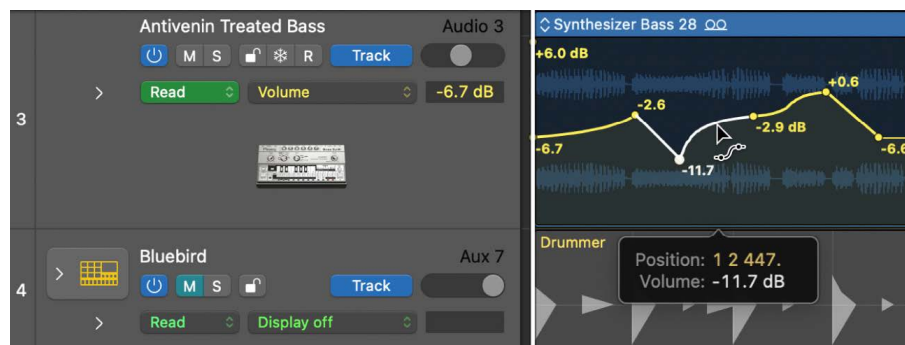 Antivenin Treated Bass Audio 3
M S R Track
Read Volume -6.7 dB
3
Synthesizer Bass 28
+6.0 dB
-6.7
-2.6
-11.7
-2.9 dB
+0.6
-6.6
Bluebird Aux 7
M S Track
4
Read Display off
Drummer
Position: 1 2 447.
Volume: -11.7 dB